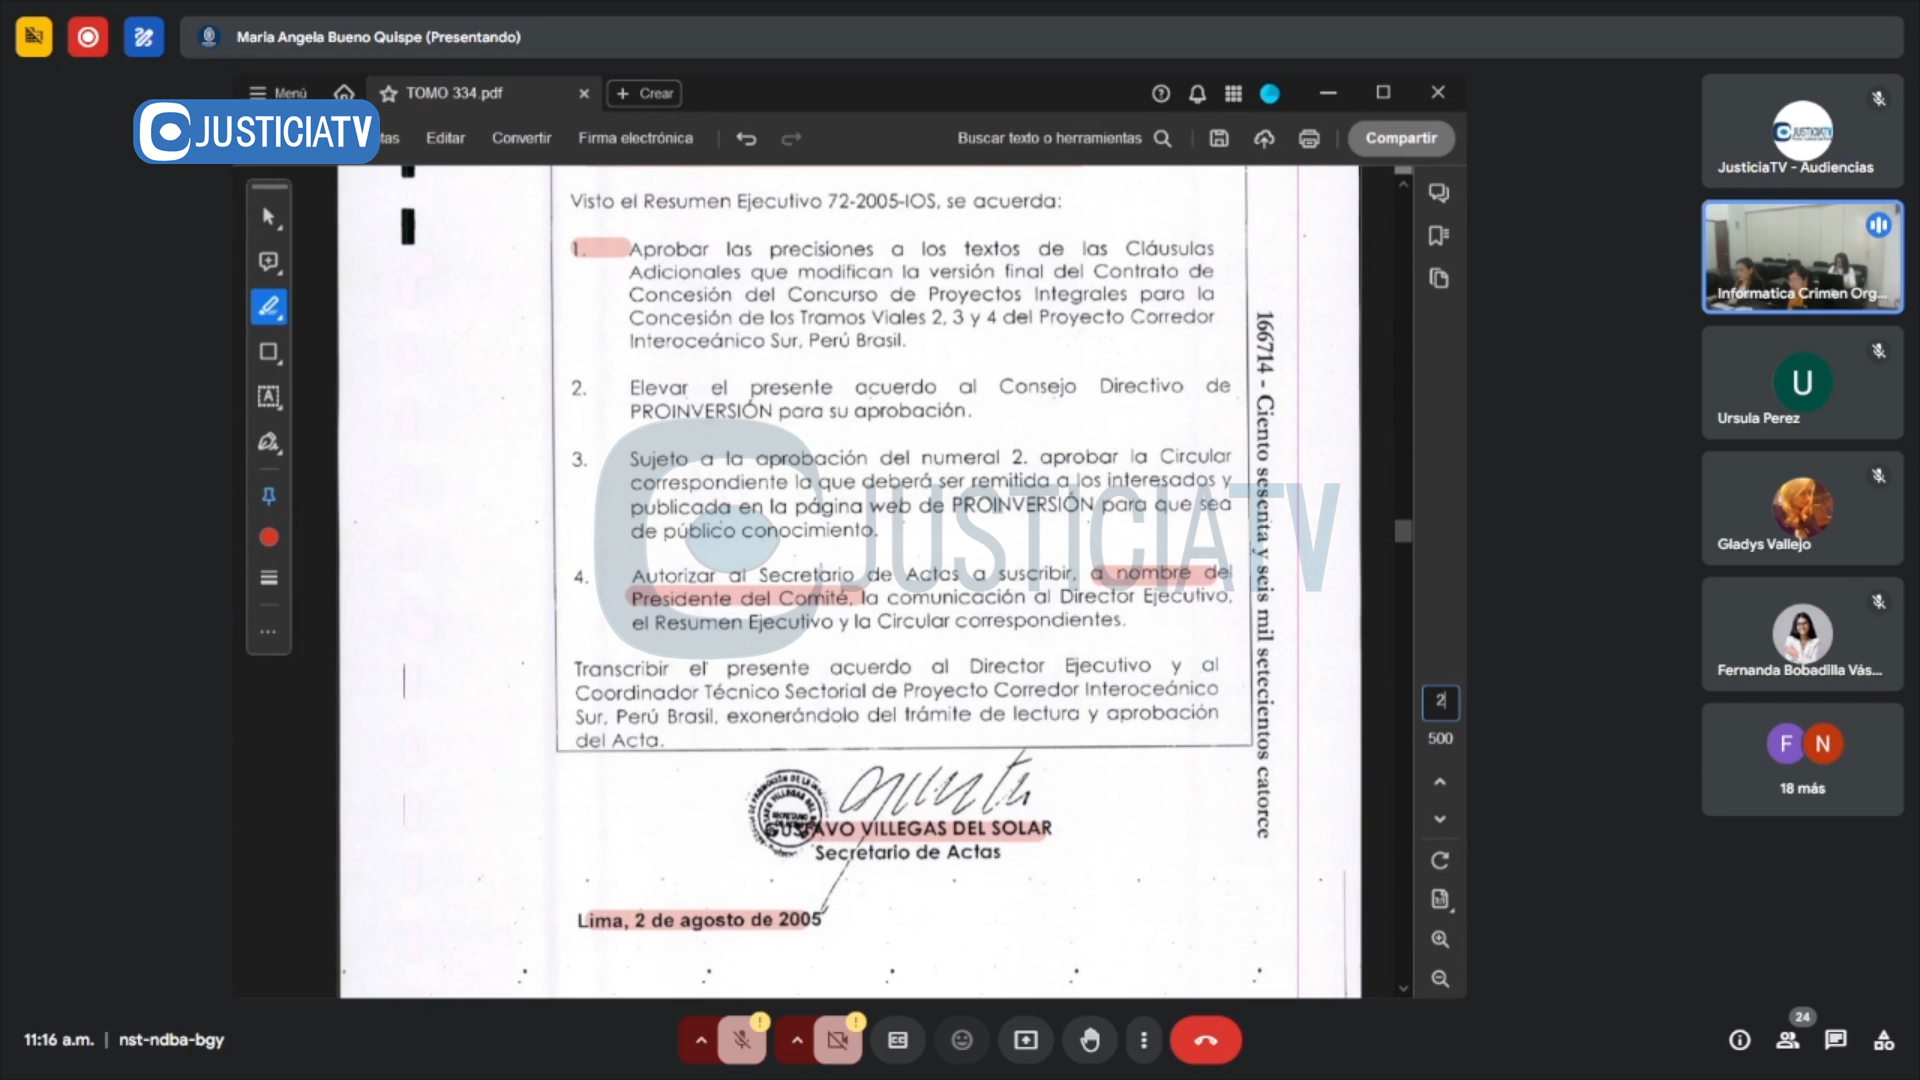 Maria Angela Bueno Quispe (Presentando)
Menú
TOMO 334.pdf
Crear
JUSTICIATV
tas
Editar
Convertir
Firma electrónica
Buscar texto o herramientas
Compartir
Visto el Resumen Ejecutivo 72-2005-IOS, se acuerda:
1. Aprobar las precisiones a los textos de las Cláusulas
Adicionales que modifican la versión final del Contrato de
Concesión del Concurso de Proyectos Integrales para la
Concesión de los Tramos Viales 2, 3 y 4 del Proyecto Corredor
Interoceánico Sur, Perú Brasil.
2. Elevar el presente acuerdo al Consejo Directivo de
PROINVERSIÓN para su aprobación.
3. Sujeto a la aprobación del numeral 2. aprobar la Circular
correspondiente la que deberá ser remitida a los interesados y
publicada en la página web de PROINVERSIÓN para que sea
de público conocimiento.
4. Autorizar al Secretario de Actas a suscribir, a nombre del
Presidente del Comité, la comunicación al Director Ejecutivo,
el Resumen Ejecutivo y la Circular correspondientes.
Transcribir el presente acuerdo al Director Ejecutivo y al
Coordinador Técnico Sectorial de Proyecto Corredor Interoceánico
Sur, Perú Brasil, exonerándolo del trámite de lectura y aprobación
del Acta.
GUSTAVO VILLEGAS DEL SOLAR
Secretario de Actas
Lima, 2 de agosto de 2005
166714 - Ciento sesenta y seis mil setecientos catorce
JUSTICIATV
2
500
JUSTICIATV
JusticiaTV - Audiencias
Informatica Crimen Org...
U
Ursula Perez
Gladys Vallejo
Fernanda Bobadilla Vás...
F N
18 más
11:16 a.m. | nst-ndba-bgy
24